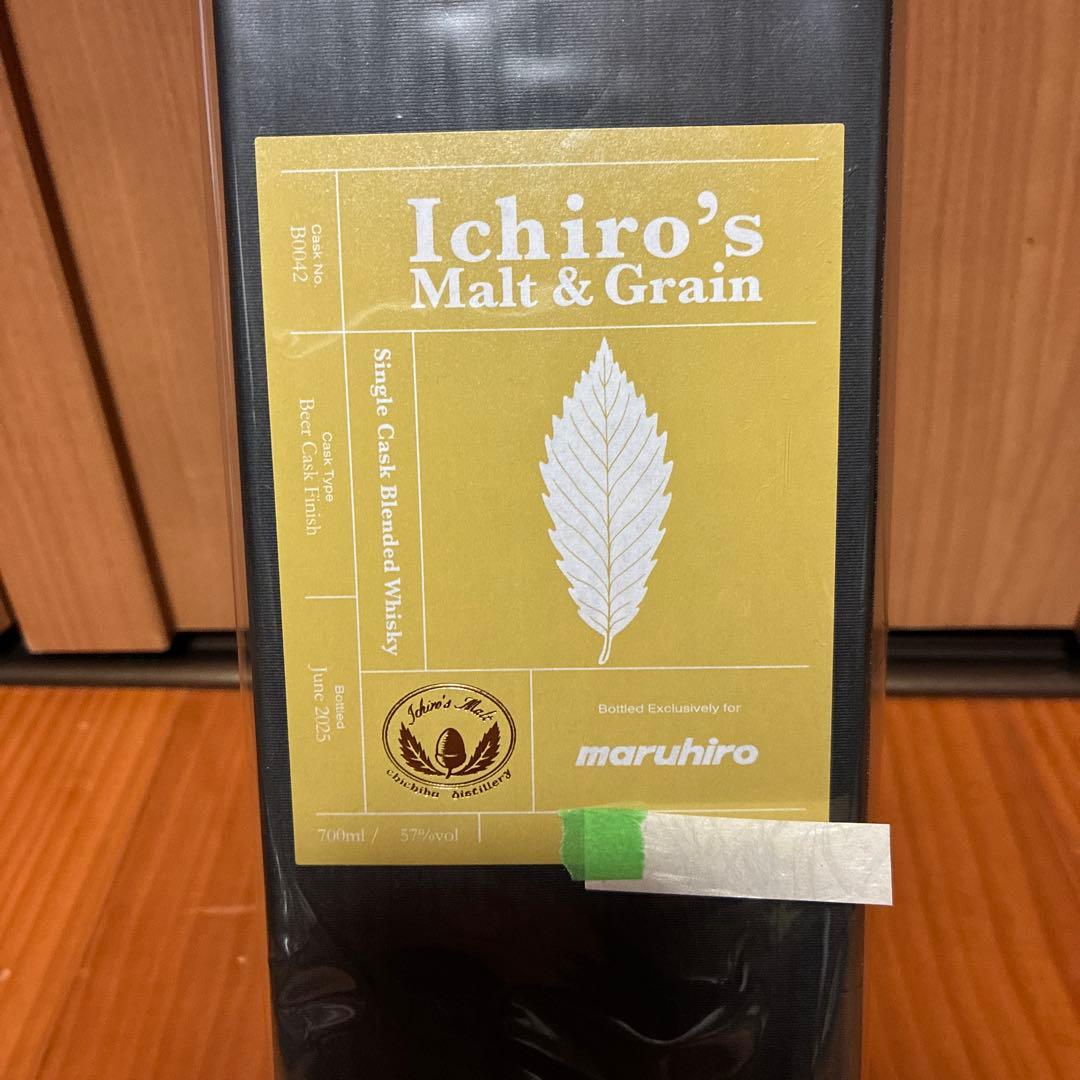 Ichiro's
Malt & Grain
Cask No.
B0042
Single Cask Blended Whisky
Cask Type
Beer Cask Finish
Bottled
June 2025
Ichiro's Malt
chichibu distillery
Bottled Exclusively for
maruhiro
700ml / 57%vol